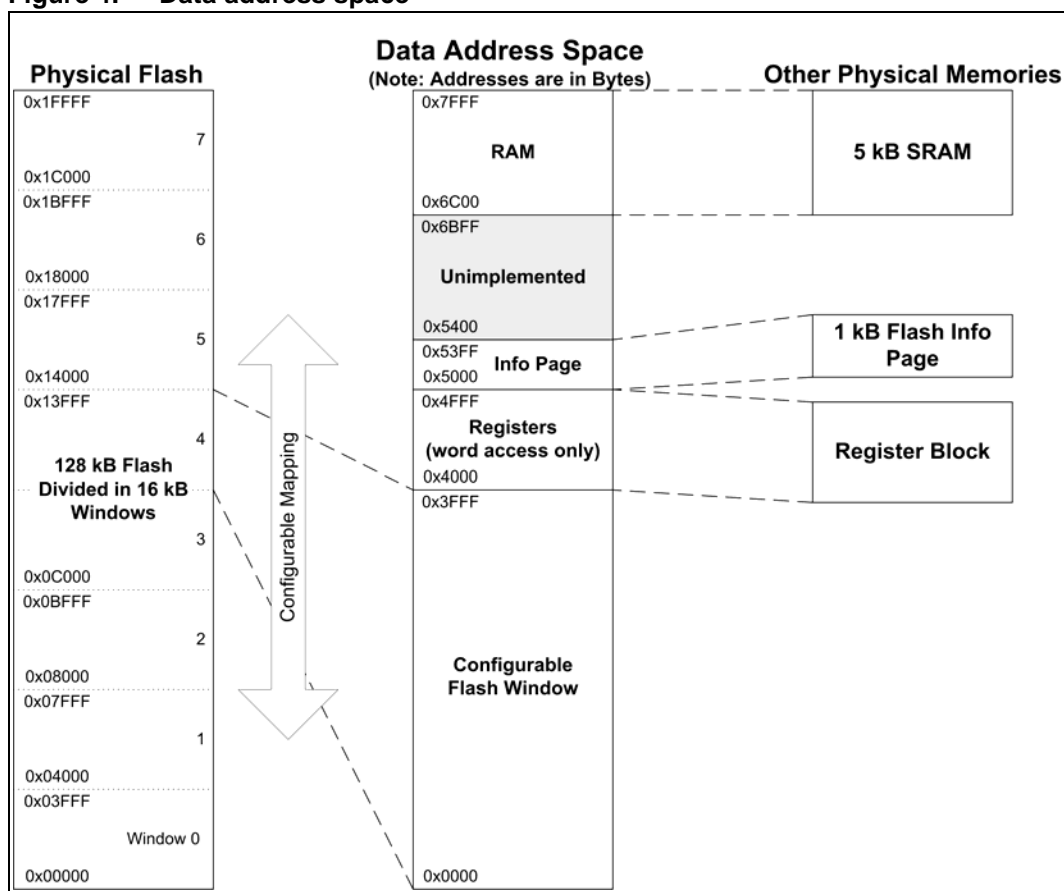 Figure 4. Data address space
Physical Flash
0x1FFFF
7
0x1C000
0x1BFFF
6
0x18000
0x17FFF
5
0x14000
0x13FFF
4
128 kB Flash
Divided in 16 kB
Windows
3
0x0C000
0x0BFFF
2
0x08000
0x07FFF
1
0x04000
0x03FFF
Window 0
0x00000
Configurable Mapping
Data Address Space
(Note: Addresses are in Bytes)
0x7FFF
RAM
0x6C00
0x6BFF
Unimplemented
0x5400
0x53FF
Info Page
0x5000
0x4FFF
Registers
(word access only)
0x4000
0x3FFF
Configurable
Flash Window
0x0000
Other Physical Memories
5 kB SRAM
1 kB Flash Info
Page
Register Block